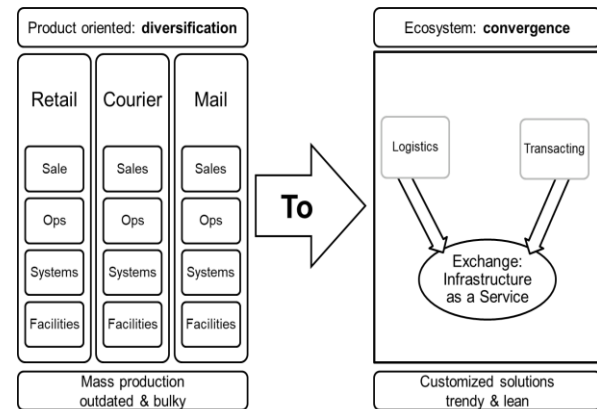 Product oriented: diversification
Retail
Courier
Mail
Sale
Sales
Sales
Ops
Ops
Ops
Systems
Systems
Systems
Facilities
Facilities
Facilities
Mass production
outdated & bulky
To
Ecosystem: convergence
Logistics
Transacting
Exchange:
Infrastructure
as a Service
Customized solutions
trendy & lean